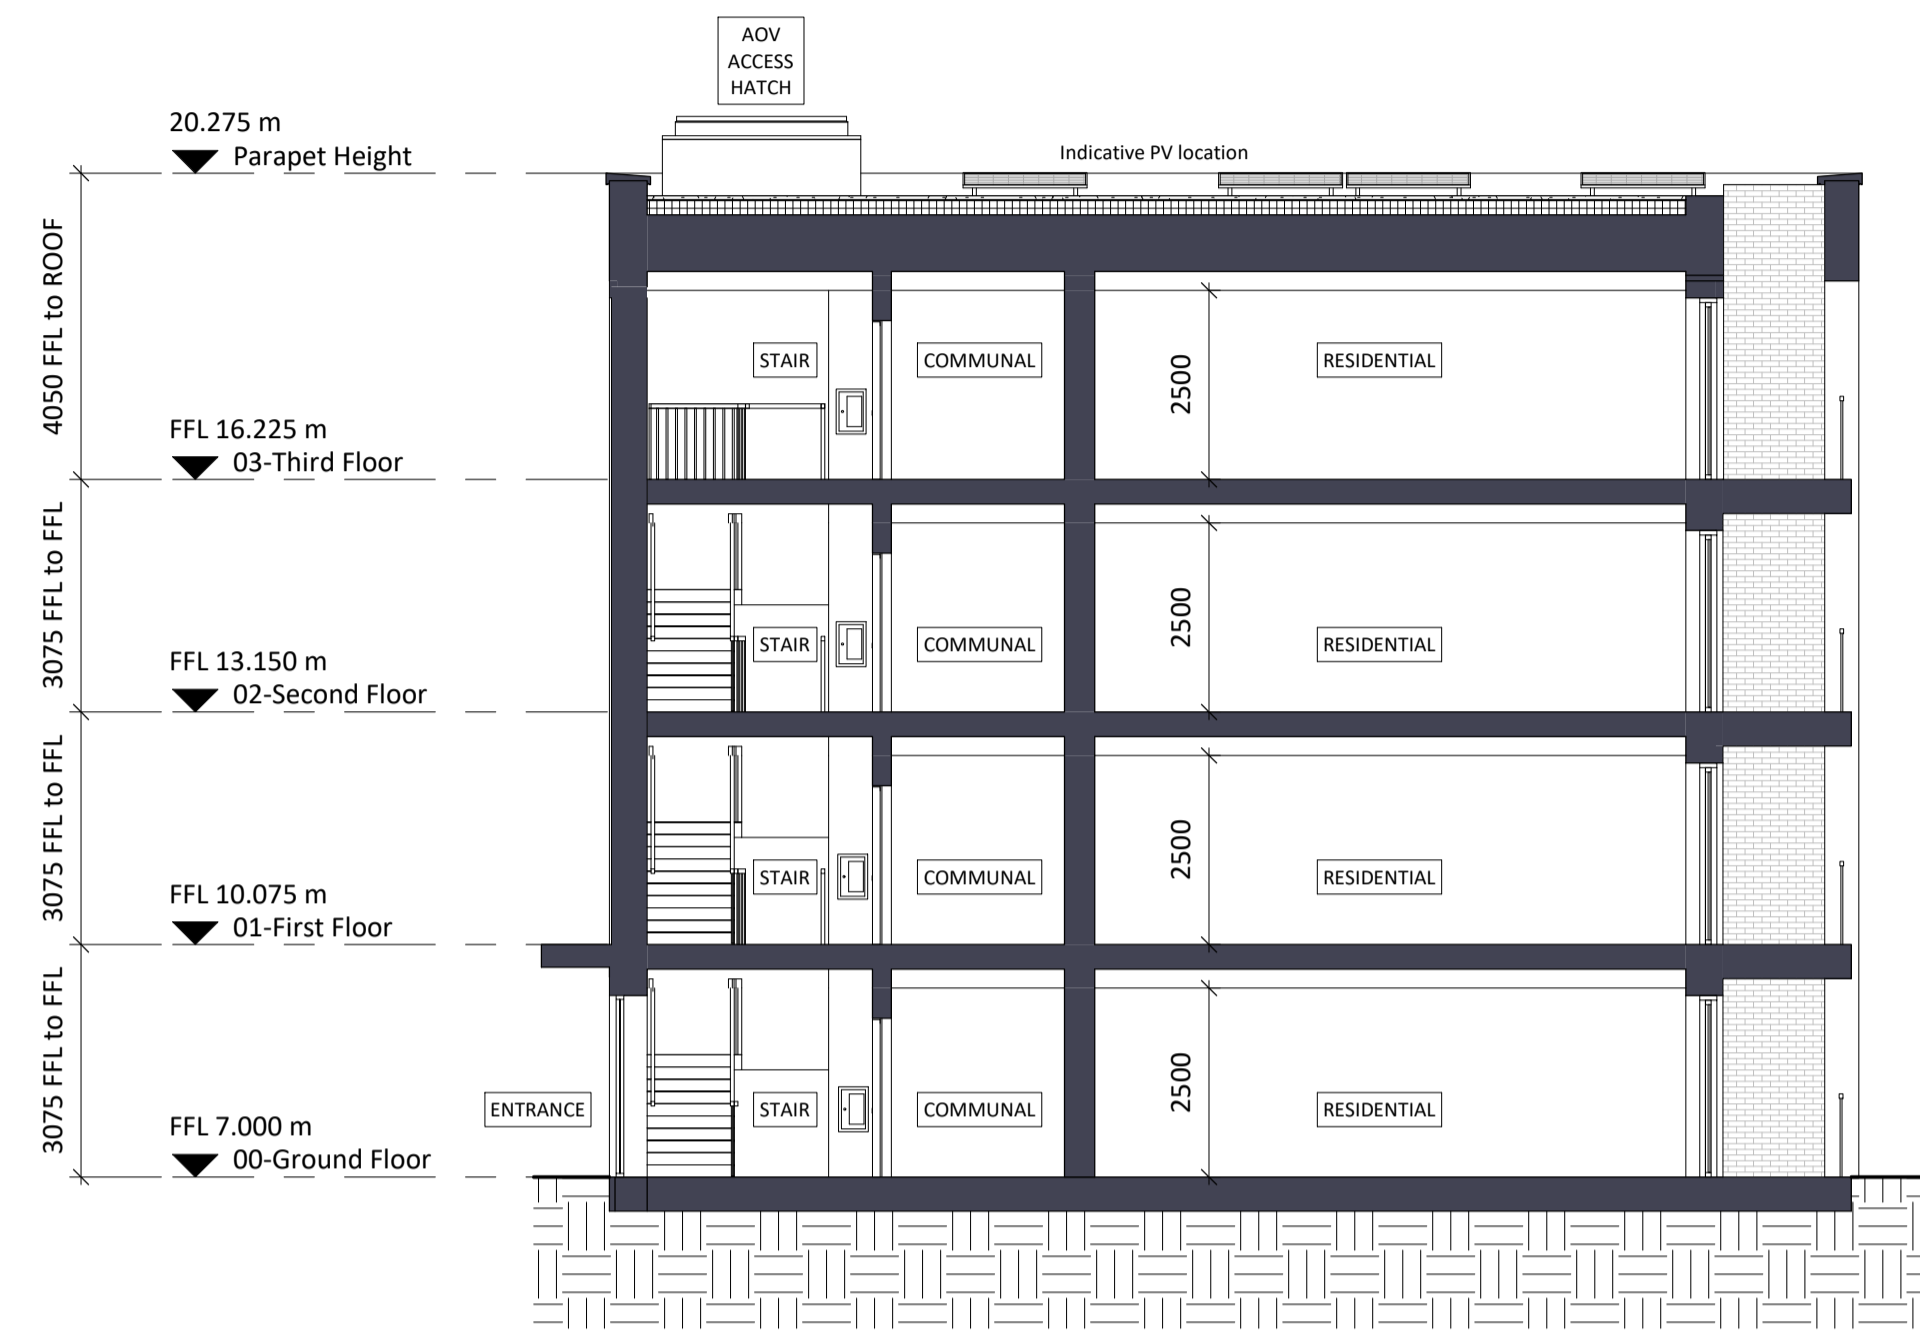 AOV
ACCESS
HATCH
20.275 m
Parapet Height
Indicative PV location
4050 FFL to ROOF
STAIR
COMMUNAL
2500
RESIDENTIAL
FFL 16.225 m
03-Third Floor
3075 FFL to FFL
STAIR
COMMUNAL
2500
RESIDENTIAL
FFL 13.150 m
02-Second Floor
3075 FFL to FFL
STAIR
COMMUNAL
2500
RESIDENTIAL
FFL 10.075 m
01-First Floor
3075 FFL to FFL
ENTRANCE
STAIR
COMMUNAL
2500
RESIDENTIAL
FFL 7.000 m
00-Ground Floor